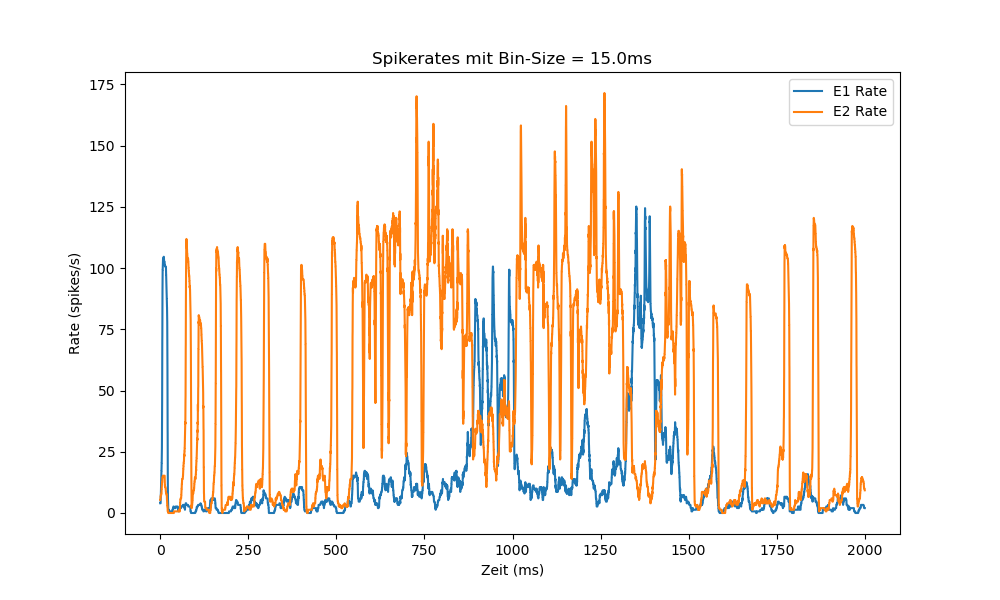 Spikerates mit Bin-Size = 15.0ms
E1 Rate
E2 Rate
175
150
125
100
75
50
25
0
Rate (spikes/s)
0 250 500 750 1000 1250 1500 1750 2000
Zeit (ms)